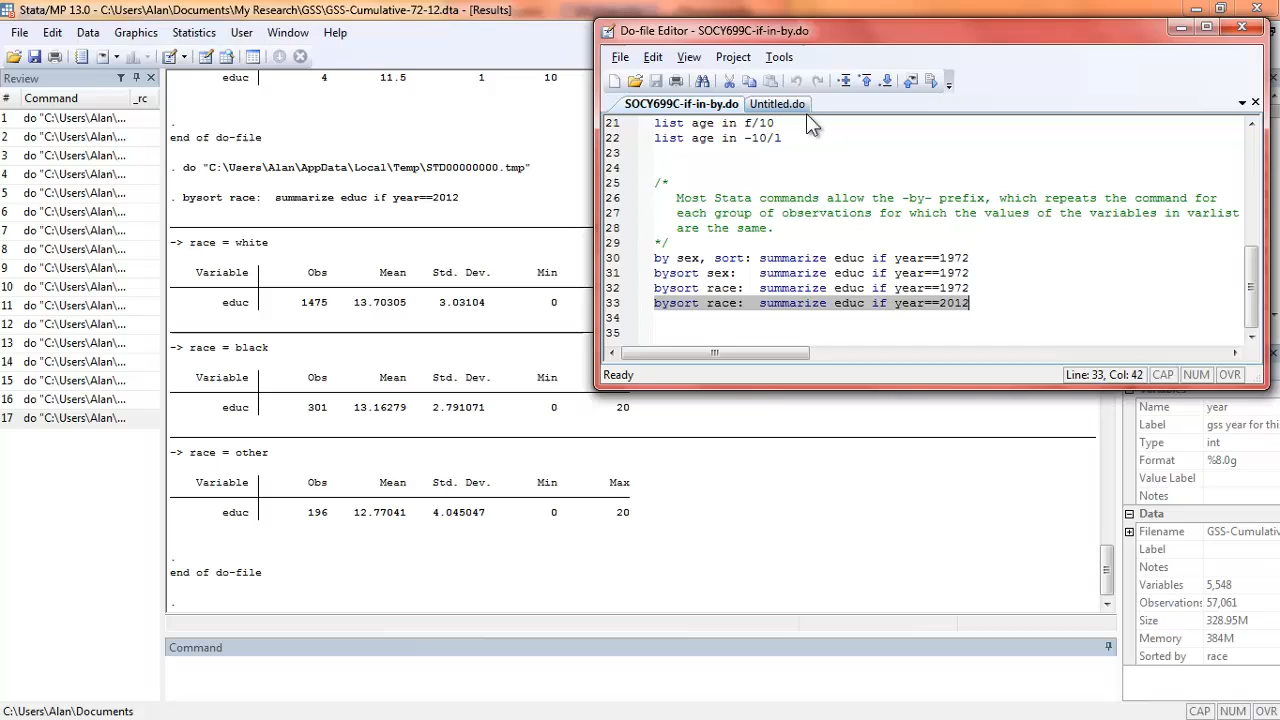 Stata/MP 13.0 - C:\Users\Alan\Documents\My Research\GSS\GSS-Cumulative-72-12.dta - [Results]
File Edit Data Graphics Statistics User Window Help
Review
# Command _rc
1 do "C:\Users\Alan\...
2 do "C:\Users\Alan\...
3 do "C:\Users\Alan\...
4 do "C:\Users\Alan\...
5 do "C:\Users\Alan\...
6 do "C:\Users\Alan\...
7 do "C:\Users\Alan\...
8 do "C:\Users\Alan\...
9 do "C:\Users\Alan\...
10 do "C:\Users\Alan\...
11 do "C:\Users\Alan\...
12 do "C:\Users\Alan\...
13 do "C:\Users\Alan\...
14 do "C:\Users\Alan\...
15 do "C:\Users\Alan\...
16 do "C:\Users\Alan\...
17 do "C:\Users\Alan\...
educ 4 11.5 1 10
.
end of do-file
. do "C:\Users\Alan\AppData\Local\Temp\STD00000000.tmp"
. bysort race:  summarize educ if year==2012
-> race = white
Variable Obs Mean Std. Dev. Min
educ 1475 13.70305 3.03104 0
-> race = black
Variable Obs Mean Std. Dev. Min
educ 301 13.16279 2.791071 0 20
-> race = other
Variable Obs Mean Std. Dev. Min Max
educ 196 12.77041 4.045047 0 20
.
end of do-file
.
Command
Do-file Editor - SOCY699C-if-in-by.do
File Edit View Project Tools
SOCY699C-if-in-by.do Untitled.do
21 list age in f/10
22 list age in -10/l
23
24
25 /*
26 Most Stata commands allow the -by- prefix, which repeats the command for
27 each group of observations for which the values of the variables in varlist
28 are the same.
29 */
30 by sex, sort: summarize educ if year==1972
31 bysort sex:   summarize educ if year==1972
32 bysort race:  summarize educ if year==1972
33 bysort race:  summarize educ if year==2012
34
35
Ready Line: 33, Col: 42 CAP NUM OVR
Name year
Label gss year for thi
Type int
Format %8.0g
Value Label
Notes
Data
Filename GSS-Cumulativ
Label
Notes
Variables 5,548
Observations 57,061
Size 328.95M
Memory 384M
Sorted by race
C:\Users\Alan\Documents CAP NUM OVR